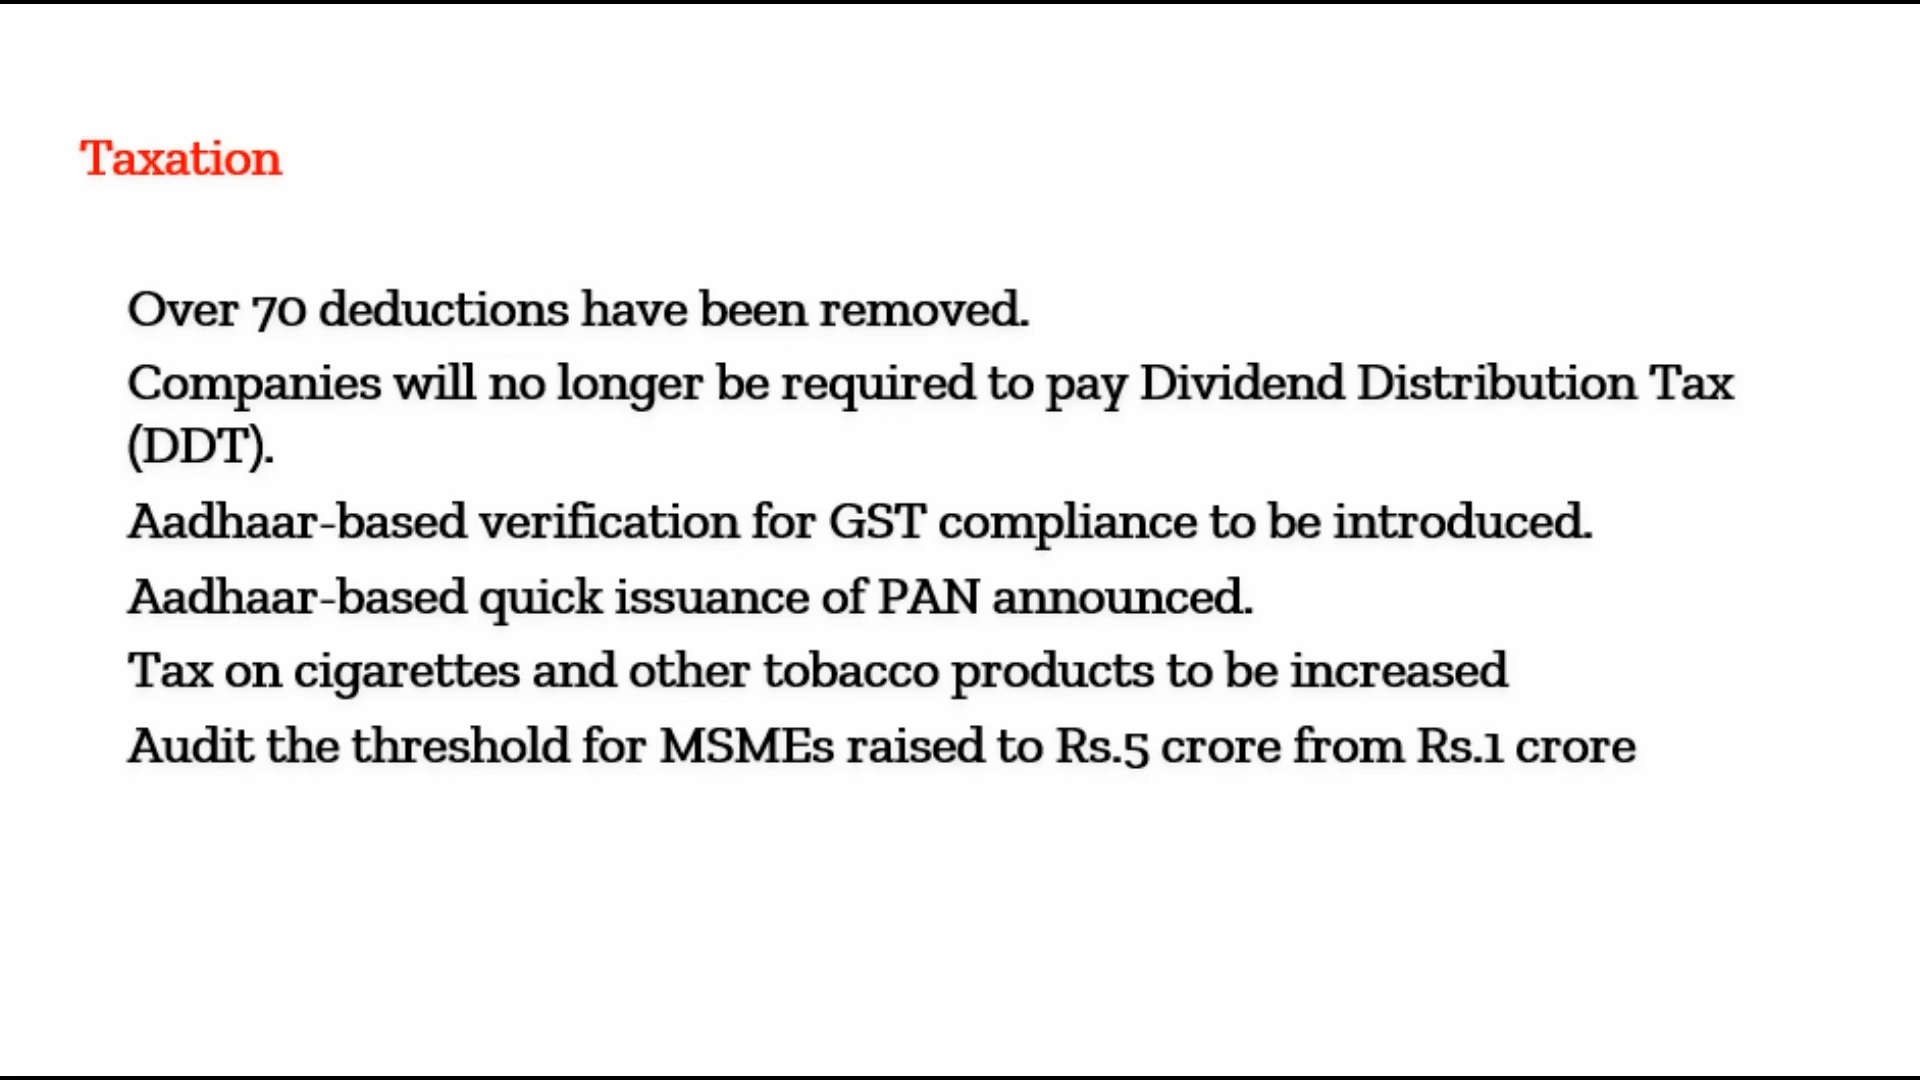 Taxation
Over 70 deductions have been removed.
Companies will no longer be required to pay Dividend Distribution Tax
(DDT).
Aadhaar-based verification for GST compliance to be introduced.
Aadhaar-based quick issuance of PAN announced.
Tax on cigarettes and other tobacco products to be increased
Audit the threshold for MSMEs raised to Rs.5 crore from Rs.1 crore